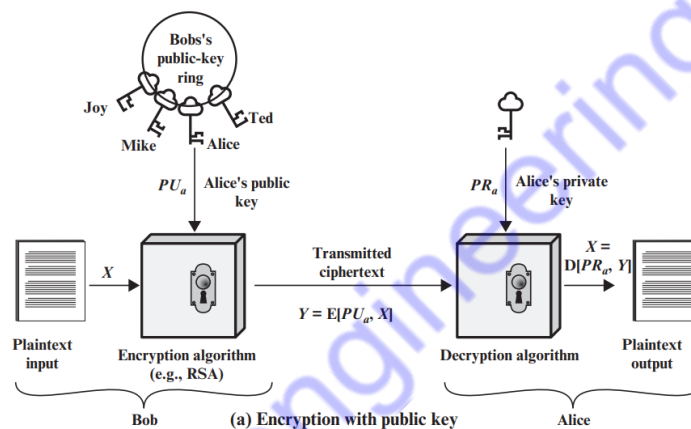 Bobs's
public-key
ring
Joy
Ted
Mike
Alice
PUa
Alice's public
key
PRa
Alice's private
key
X
Transmitted
ciphertext
X =
D[PRa, Y]
Y = E[PUa, X]
Plaintext
input
Encryption algorithm
(e.g., RSA)
Decryption algorithm
Plaintext
output
Bob
(a) Encryption with public key
Alice
ngineering